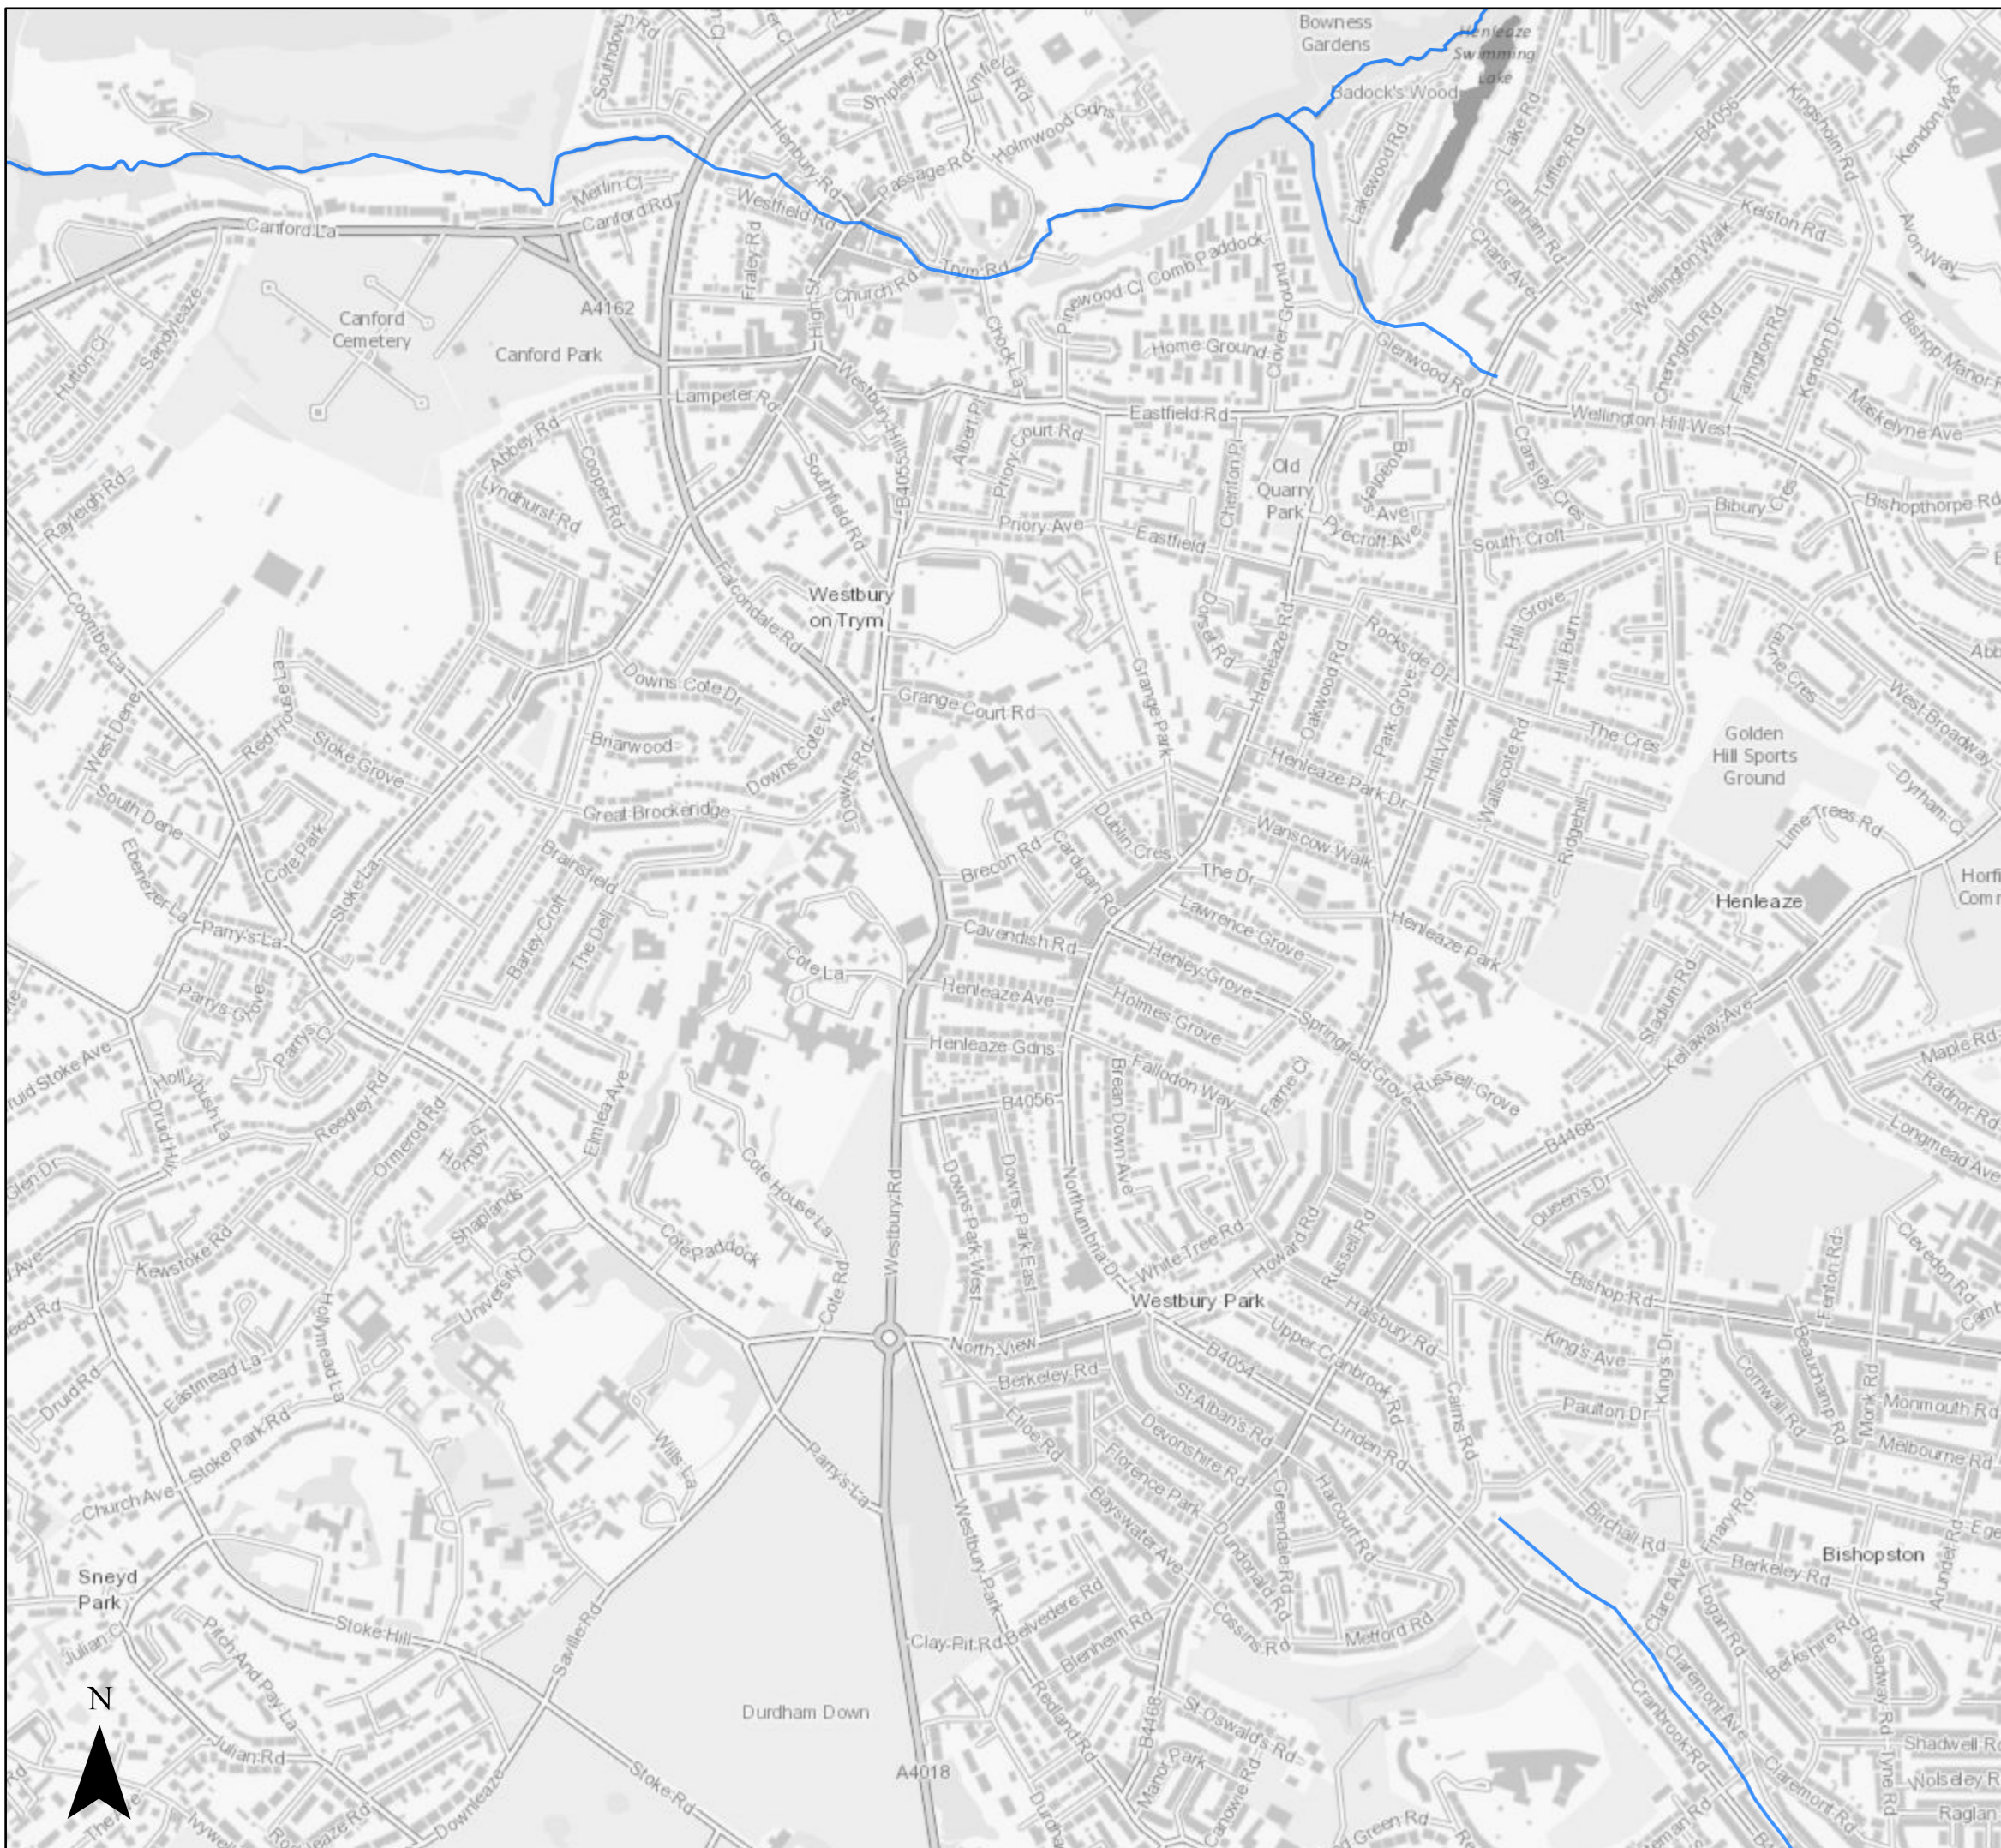 Bowness
Gardens
Henleaze
Swimming
Lake
Badock's Wood
Southdown Rd
Shipley Rd
Elmfield Rd
Holmwood Gdns
Henbury Rd
Passage Rd
Lakewood Rd
Lake Rd
Tuffley Rd
B4056
Kingsholm Rd
Kendon Way
Merlin Cl
Canford Rd
Westfield Rd
Canford La
Fraley Rd
Trym Rd
Church Rd
High St
Cranham Rd
Charis Ave
Kelston Rd
Wellington Walk
Avon Way
Comb Paddock
Pinewood Cl
Clover Ground
Home Ground
Glenwood Rd
Chock La
Canford
Cemetery
A4162
Canford Park
Hutton Cl
Sandyleaze
Cherington Rd
Farington Rd
Kendon Dr
Bishop Manor R
Maskelyne Ave
Lampeter Rd
Westbury Hill
Eastfield Rd
Wellington Hill West
Abbey Rd
Cooper Rd
Lyndhurst Rd
Southfield Rd
B4055
Albert Pl
Priory Court Rd
Priory Ave
Eastfield
Cheriton Pl
Old
Quarry
Park
Broadleys Ave
Pyecroft Ave
Cransley Cres
South Croft
Bibury Cres
Bishopthorpe Rd
Rayleigh Rd
Coombe La
Falcondale Rd
Westbury
on Trym
Dorset Rd
Henleaze Rd
Oakwood Rd
Rockside Dr
Park Grove
Hill Grove
Hill Burn
Laurie Cres
West Broadway
West Dene
Red House La
Stoke Grove
Downs Cote Dr
Briarwood
Downs Cote View
Downs Rd
Grange Court Rd
Grange Park
Hill View
The Cres
Golden
Hill Sports
Ground
Dyrham Cl
Lime Trees Rd
South Dene
Cote Park
Great Brockeridge
Henleaze Park Dr
Walliscote Rd
Ridgehill
Ebenezer La
Stoke La
Brainsfield
Brecon Rd
Cardigan Rd
Dublin Cres
Wanscow Walk
The Dr
Henleaze
Horfi
Comr
Parry's La
Barley Croft
The Dell
Cote La
Cavendish Rd
Lawrence Grove
Henleaze Park
Henley Grove
Henleaze Ave
Holmes Grove
Springfield Grove
Stadium Rd
Kellaway Ave
Parry's Grove
Parrys Cl
Henleaze Gdns
Fallodon Way
Farne Cl
Russell Grove
Maple Rd
Radnor Rd
Longmead Ave
ruid Stoke Ave
Hollybush La
Druid Hill
Reedley Rd
Ormerod Rd
Hornby
Elmlea Ave
B4056
Brean Down Ave
B4468
Glen Dr
Shaplands
Cote House La
Cote Paddock
Westbury Rd
Downs Park West
Downs Park East
Northumbria Dr
White Tree Rd
Howard Rd
Russell Rd
Queen's Dr
Fenton Rd
Clevedon Rd
Kewstoke Rd
University Cl
Cote Rd
Westbury Park
Bishop Rd
Hollymead La
North View
Halsbury Rd
Upper Cranbrook Rd
King's Ave
King's Dr
Beauchamp Rd
Cornwall Rd
Monk Rd
Druid Rd
Eastmead La
Berkeley Rd
B4054
Cairns Rd
Paulton Dr
Monmouth Rd
Melbourne Rd
Stoke Park Rd
Wills La
Parry's La
Etloe Rd
St Alban's Rd
Devonshire Rd
Linden Rd
Church Ave
Florence Park
Bayswater Ave
Greendale Rd
Harcourt Rd
Birchall Rd
Friary Rd
Ege
Arundel Rd
Sneyd
Park
Westbury Park
Dundonald Rd
Bishopston
Berkeley Rd
Clare Ave
Logan Rd
Julian Cl
Pitch And Pay La
Stoke Hill
Saville Rd
Clay Pit Rd
Belvedere Rd
Blenheim Rd
Cossins Rd
Metford Rd
Claremont Ave
Berkshire Rd
Broadway Rd
N
Durdham Down
Redland Rd
B4468
St Oswald's Rd
Cranbrook Rd
Shadwell Rd
Julian Rd
Downleaze
Stoke Rd
A4018
Manor Park
Canowie Rd
Claremont Rd
Tyne Rd
Wolseley R
Raglan
Rockleaze Rd
The Ave